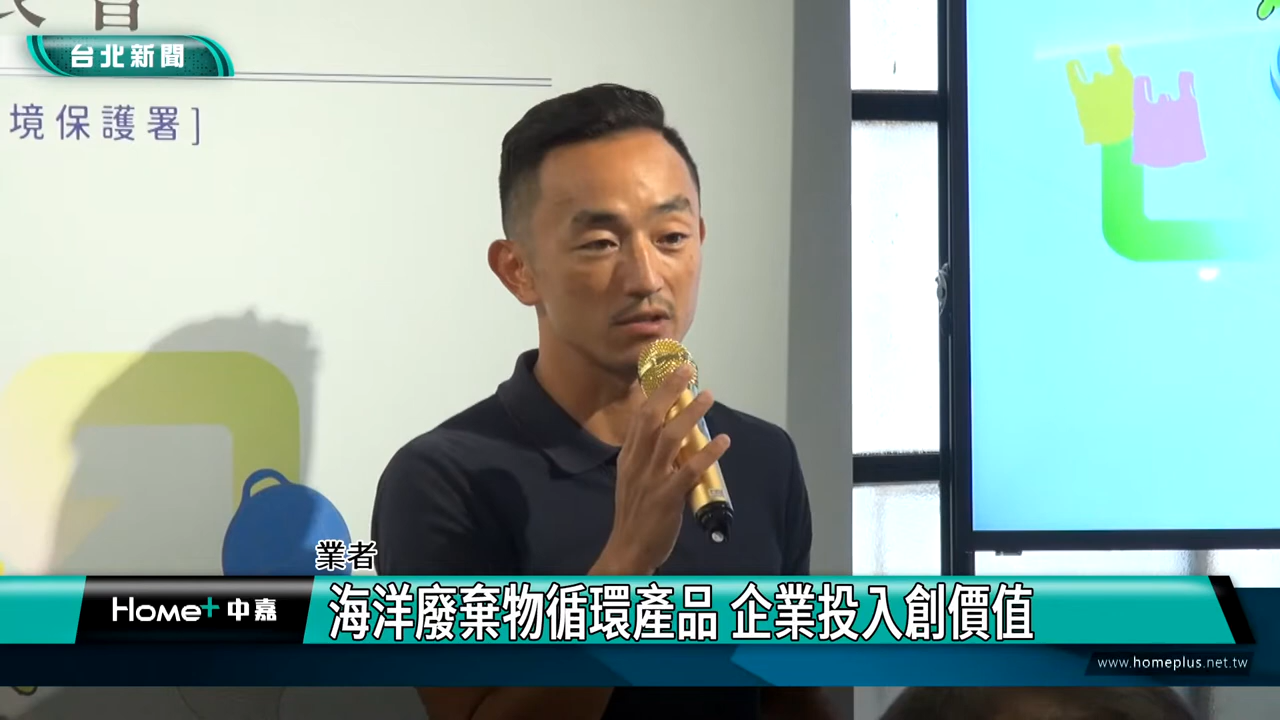 台北新聞
境保護署]
業者
Home+ 中嘉
海洋廢棄物循環產品 企業投入創價值
www.homeplus.net.tw